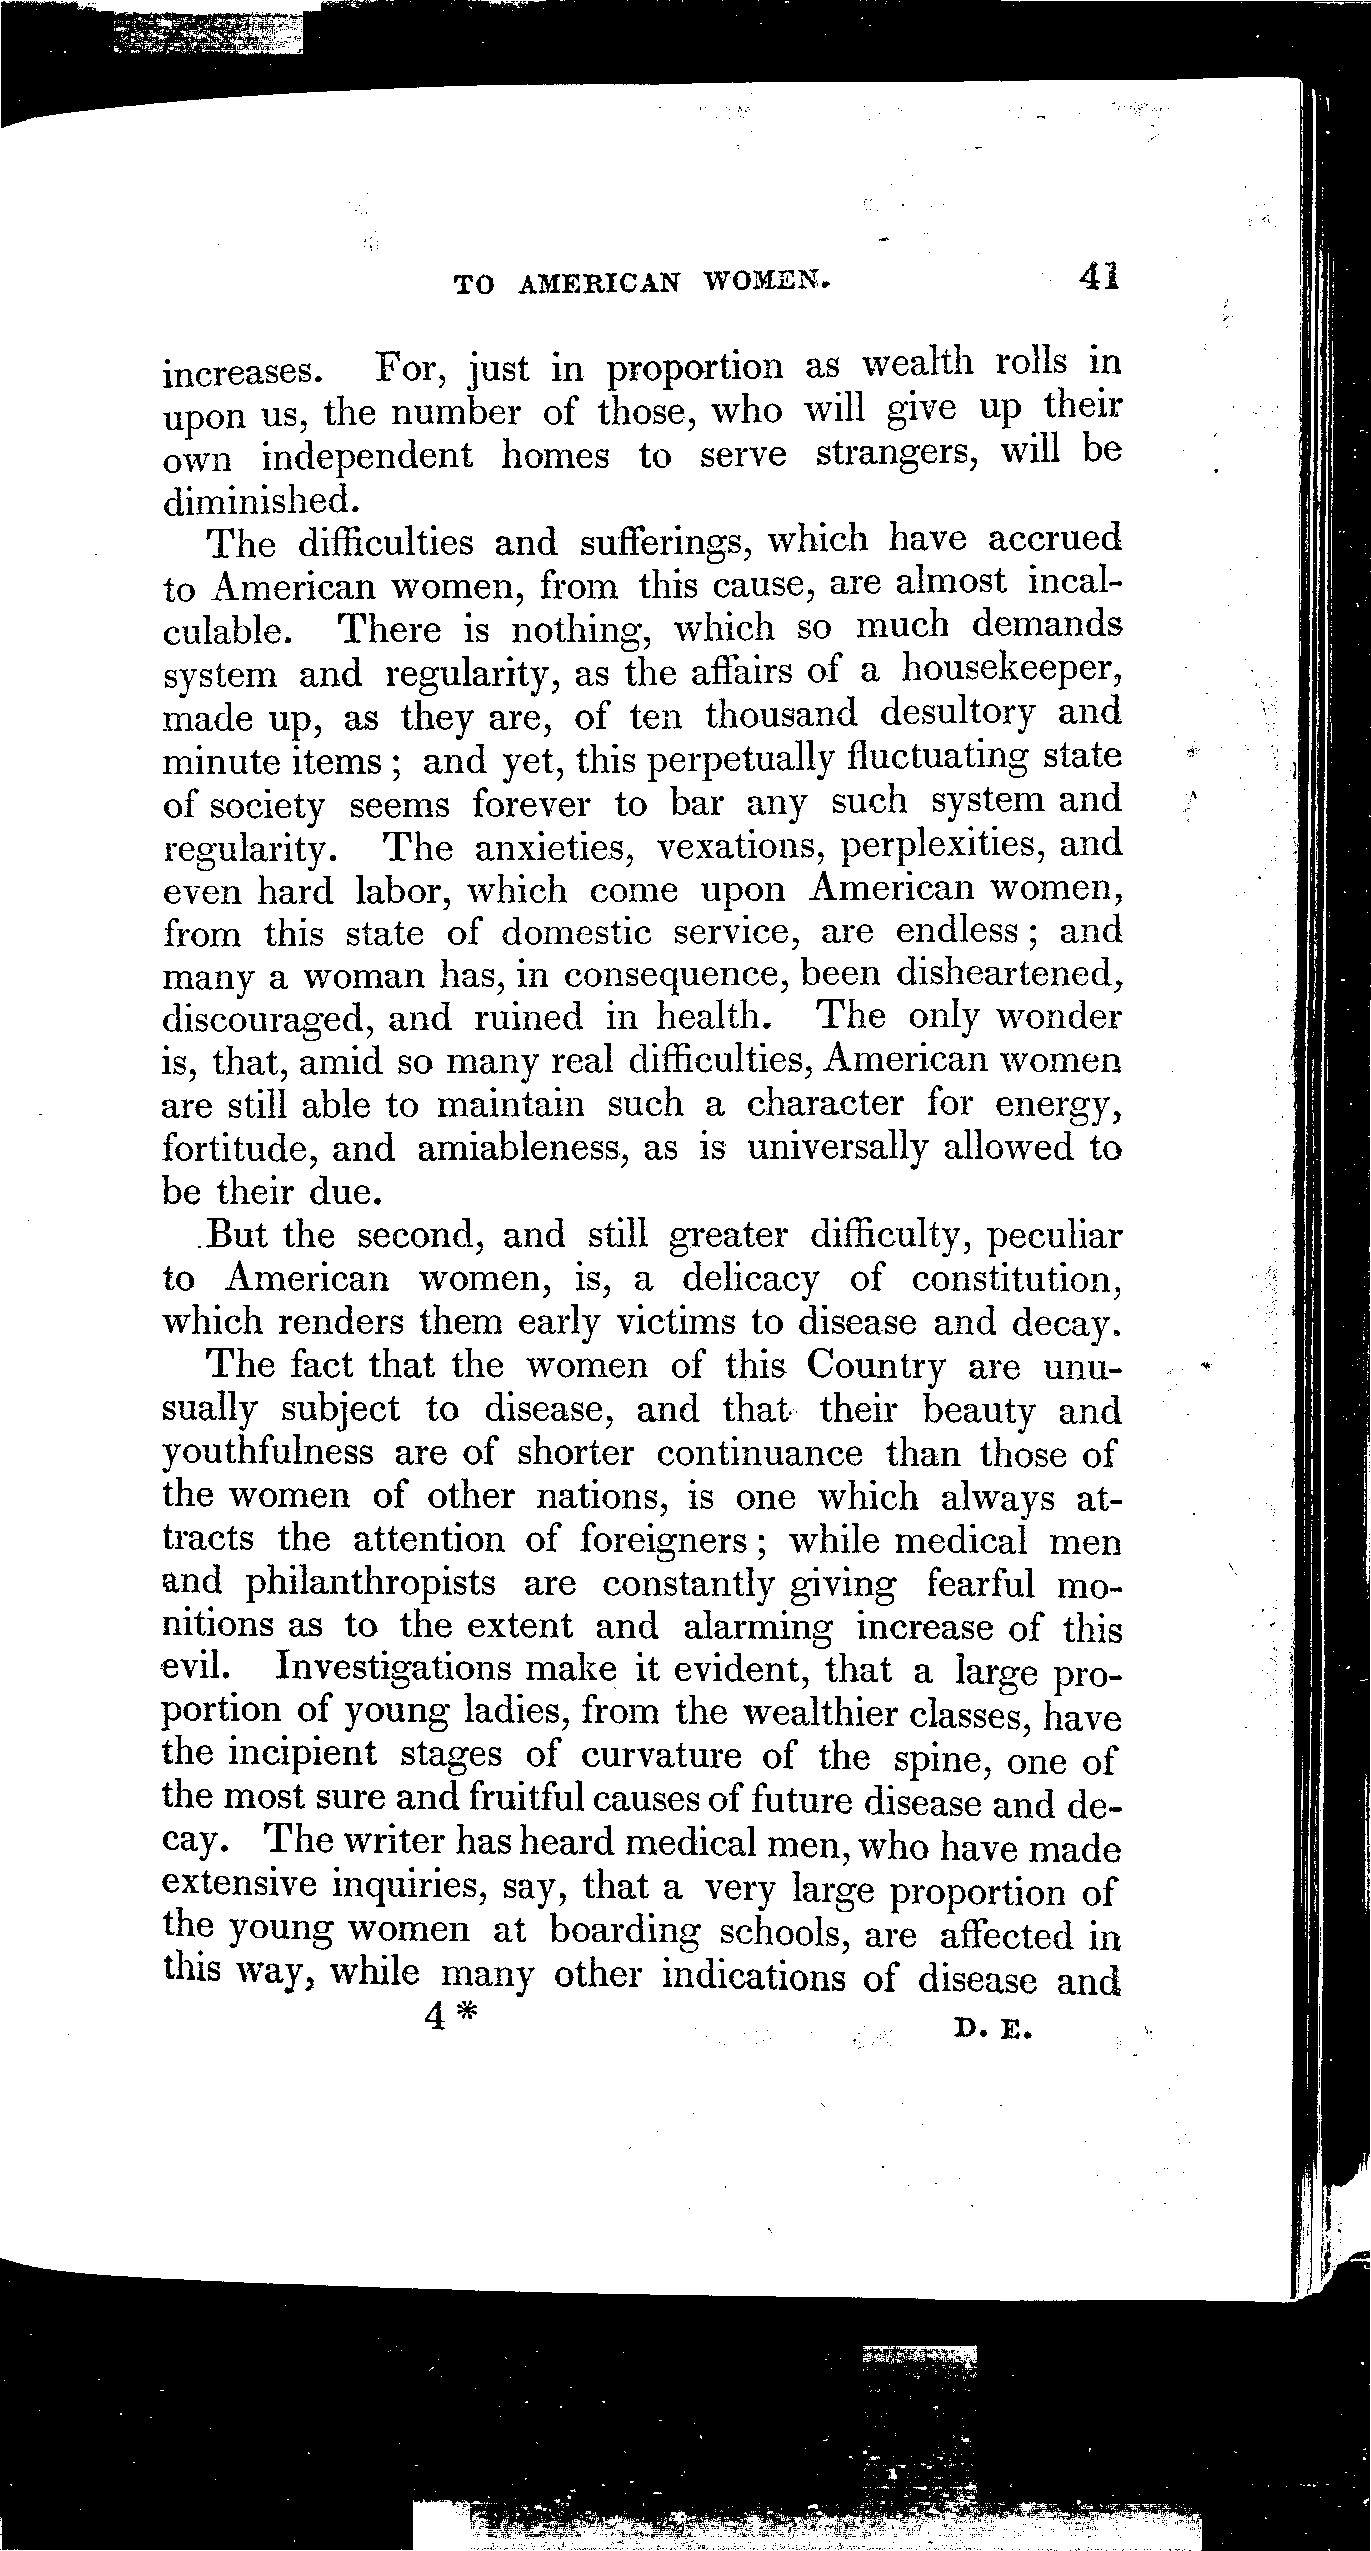 TO AMERICAN WOMEN. 41
increases. For, just in proportion as wealth rolls in
upon us, the number of those, who will give up their
own independent homes to serve strangers, will be
diminished.
The difficulties and sufferings, which have accrued
to American women, from this cause, are almost incal-
culable. There is nothing, which so much demands
system and regularity, as the affairs of a housekeeper,
made up, as they are, of ten thousand desultory and
minute items ; and yet, this perpetually fluctuating state
of society seems forever to bar any such system and
regularity. The anxieties, vexations, perplexities, and
even hard labor, which come upon American women,
from this state of domestic service, are endless ; and
many a woman has, in consequence, been disheartened,
discouraged, and ruined in health. The only wonder
is, that, amid so many real difficulties, American women
are still able to maintain such a character for energy,
fortitude, and amiableness, as is universally allowed to
be their due.
But the second, and still greater difficulty, peculiar
to American women, is, a delicacy of constitution,
which renders them early victims to disease and decay.
The fact that the women of this Country are unu-
sually subject to disease, and that their beauty and
youthfulness are of shorter continuance than those of
the women of other nations, is one which always at-
tracts the attention of foreigners ; while medical men
and philanthropists are constantly giving fearful mo-
nitions as to the extent and alarming increase of this
evil. Investigations make it evident, that a large pro-
portion of young ladies, from the wealthier classes, have
the incipient stages of curvature of the spine, one of
the most sure and fruitful causes of future disease and de-
cay. The writer has heard medical men, who have made
extensive inquiries, say, that a very large proportion of
the young women at boarding schools, are affected in
this way, while many other indications of disease and
4 * D. E.